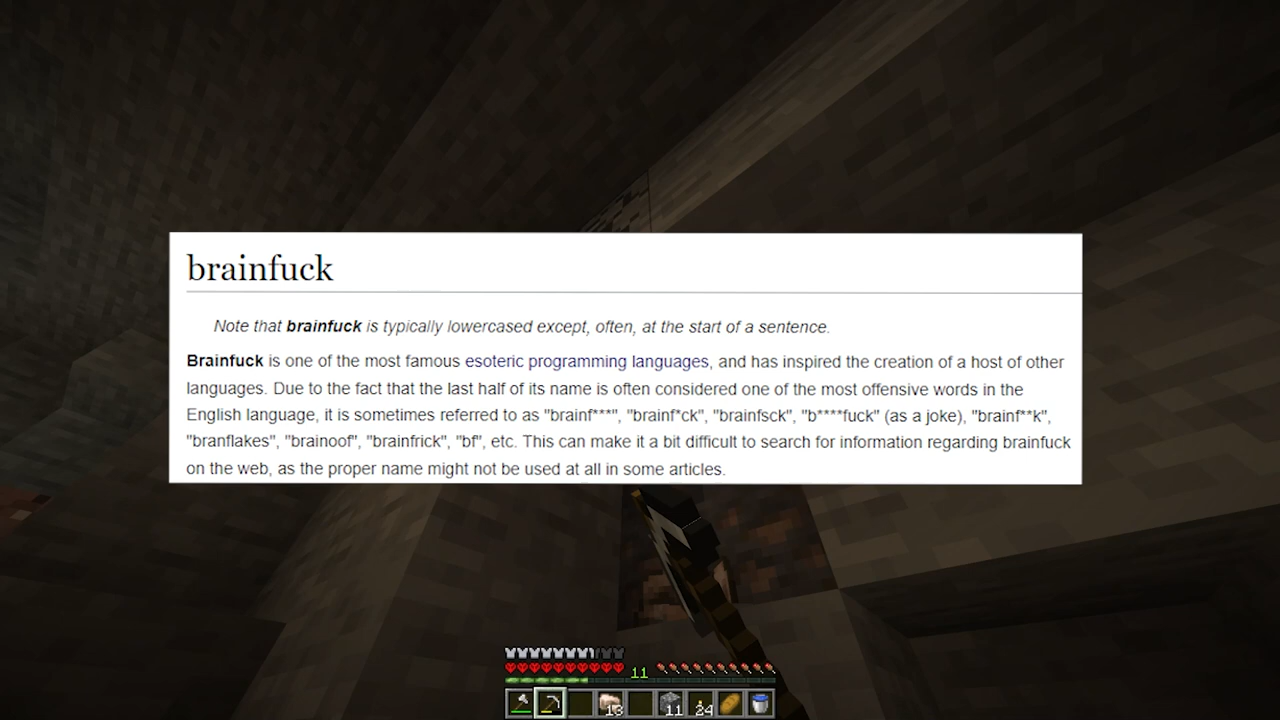 brainfuck
Note that brainfuck is typically lowercased except, often, at the start of a sentence.
Brainfuck is one of the most famous esoteric programming languages, and has inspired the creation of a host of other
languages. Due to the fact that the last half of its name is often considered one of the most offensive words in the
English language, it is sometimes referred to as "brainf***", "brainf*ck", "brainfsck", "b****fuck" (as a joke), "brainf**k",
"branflakes", "brainoof", "brainfrick", "bf", etc. This can make it a bit difficult to search for information regarding brainfuck
on the web, as the proper name might not be used at all in some articles.
11
13 11 24